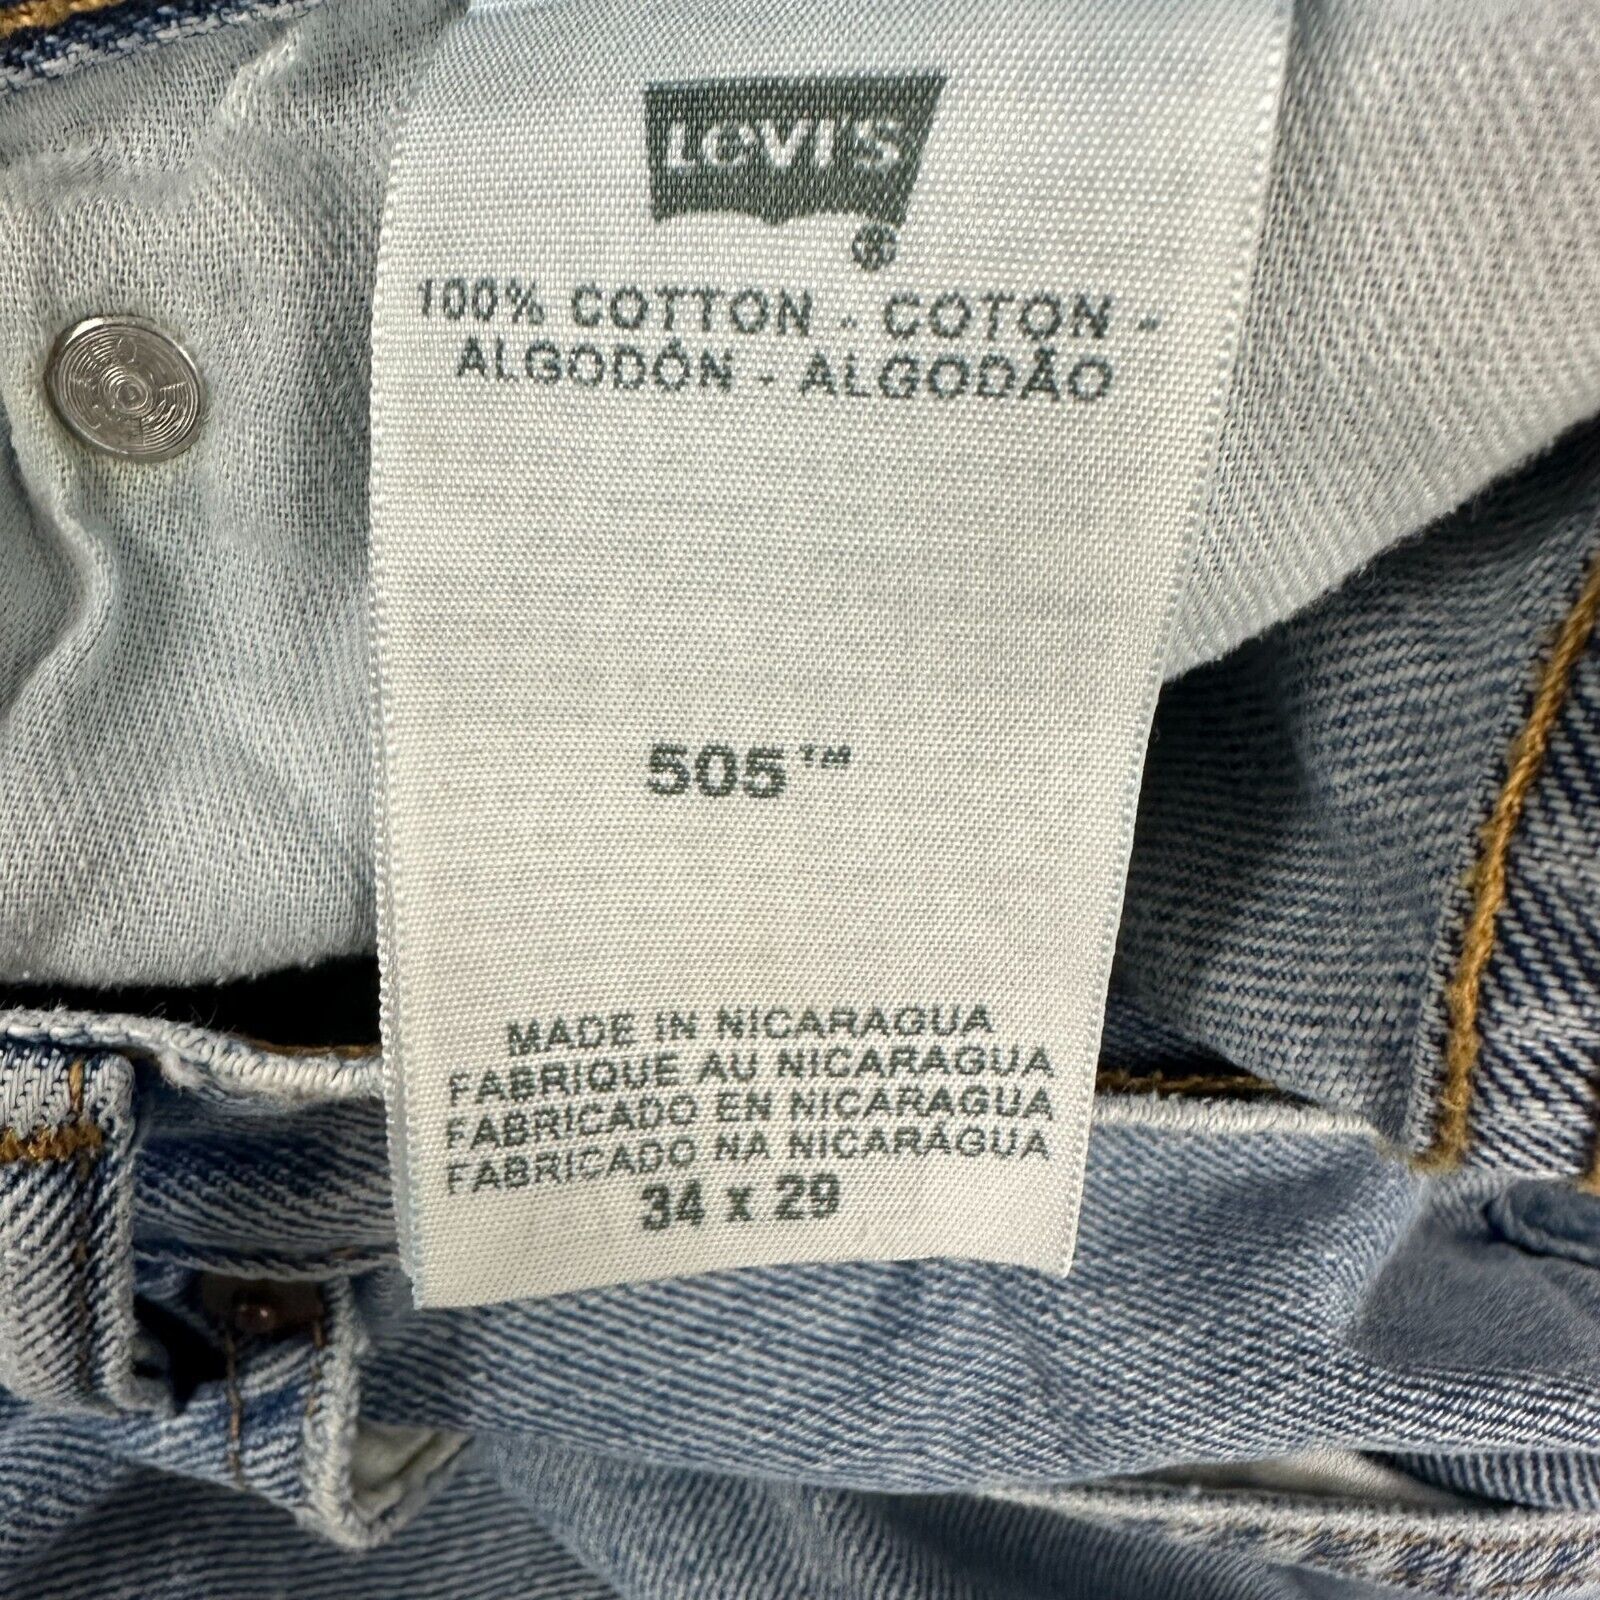 LeVI'S
®
100% COTTON - COTON -
ALGODÓN - ALGODÃO
505™
MADE IN NICARAGUA
FABRIQUE AU NICARAGUA
FABRICADO EN NICARAGUA
FABRICADO NA NICARÁGUA
34 x 29